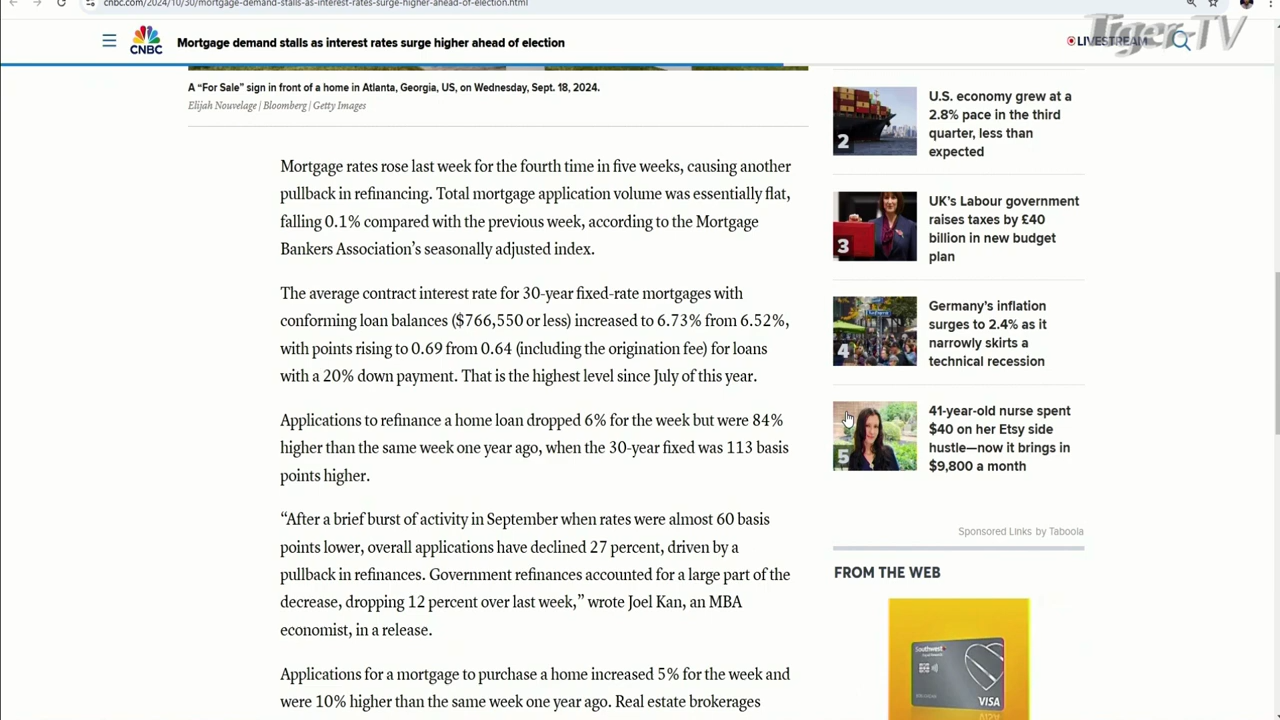 cnbc.com/2024/10/30/mortgage-demand-stalls-as-interest-rates-surge-higher-ahead-of-election.html
CNBC
Mortgage demand stalls as interest rates surge higher ahead of election
LIVESTREAM
Tiger-TV
A “For Sale” sign in front of a home in Atlanta, Georgia, US, on Wednesday, Sept. 18, 2024.
Elijah Nouvelage | Bloomberg | Getty Images
Mortgage rates rose last week for the fourth time in five weeks, causing another
pullback in refinancing. Total mortgage application volume was essentially flat,
falling 0.1% compared with the previous week, according to the Mortgage
Bankers Association’s seasonally adjusted index.
The average contract interest rate for 30-year fixed-rate mortgages with
conforming loan balances ($766,550 or less) increased to 6.73% from 6.52%,
with points rising to 0.69 from 0.64 (including the origination fee) for loans
with a 20% down payment. That is the highest level since July of this year.
Applications to refinance a home loan dropped 6% for the week but were 84%
higher than the same week one year ago, when the 30-year fixed was 113 basis
points higher.
“After a brief burst of activity in September when rates were almost 60 basis
points lower, overall applications have declined 27 percent, driven by a
pullback in refinances. Government refinances accounted for a large part of the
decrease, dropping 12 percent over last week,” wrote Joel Kan, an MBA
economist, in a release.
Applications for a mortgage to purchase a home increased 5% for the week and
were 10% higher than the same week one year ago. Real estate brokerages
2
U.S. economy grew at a
2.8% pace in the third
quarter, less than
expected
3
UK’s Labour government
raises taxes by £40
billion in new budget
plan
4
Germany’s inflation
surges to 2.4% as it
narrowly skirts a
technical recession
5
41-year-old nurse spent
$40 on her Etsy side
hustle—now it brings in
$9,800 a month
Sponsored Links by Taboola
FROM THE WEB
Southwest
VISA